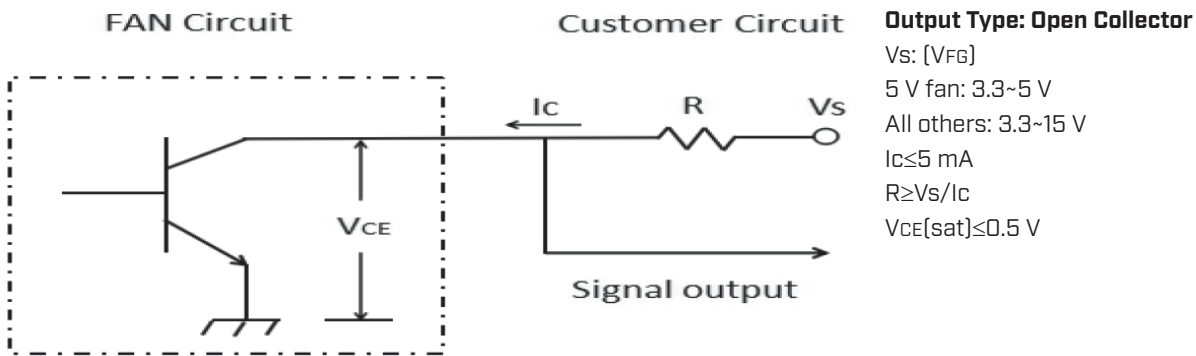 FAN Circuit
Customer Circuit
Ic
R
Vs
VCE
Signal output
Output Type: Open Collector
Vs: (VFG)
5 V fan: 3.3~5 V
All others: 3.3~15 V
Ic≤5 mA
R≥Vs/Ic
VCE(sat)≤0.5 V